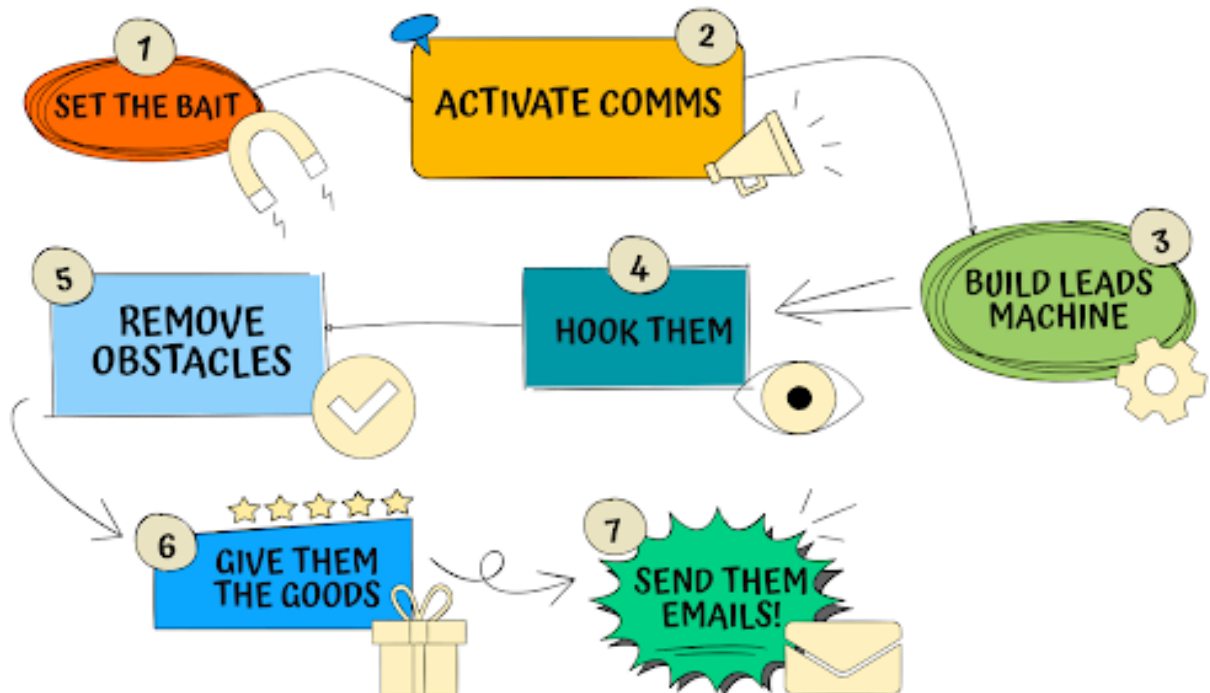 1
SET THE BAIT
2
ACTIVATE COMMS
3
BUILD LEADS
MACHINE
4
HOOK THEM
5
REMOVE
OBSTACLES
6
GIVE THEM
THE GOODS
7
SEND THEM
EMAILS!